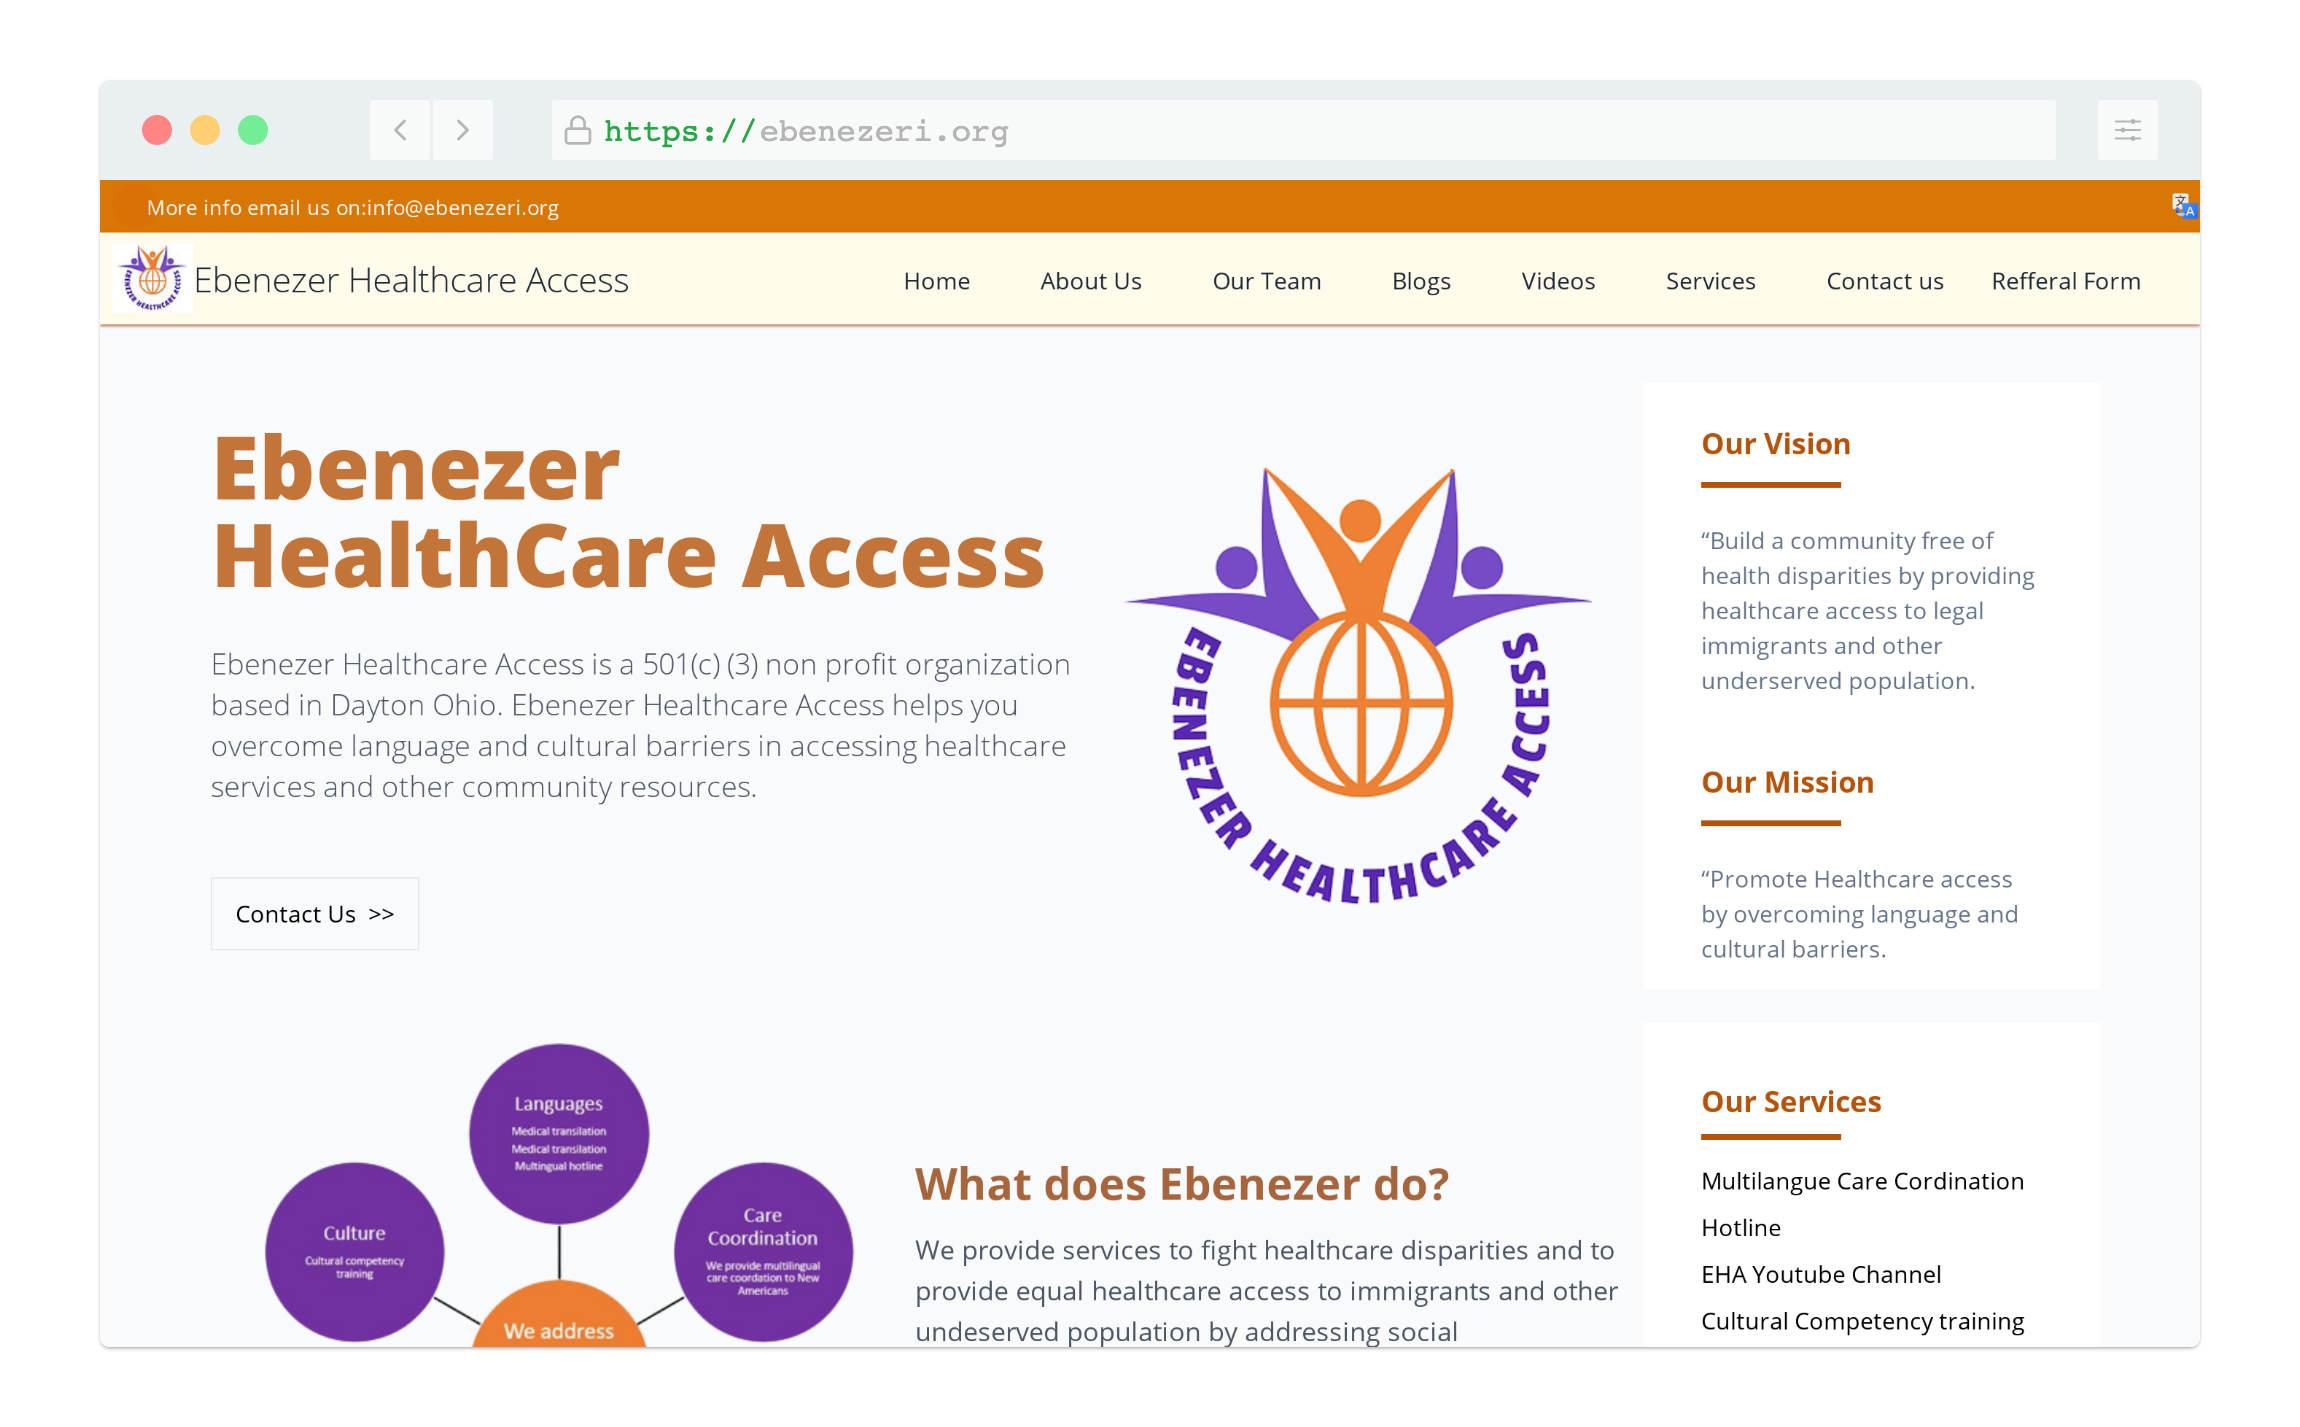 https://ebenezeri.org
More info email us on:info@ebenezeri.org
文
A
EBENEZER HEALTHCARE ACCESS
Ebenezer Healthcare Access
Home
About Us
Our Team
Blogs
Videos
Services
Contact us
Refferal Form
Ebenezer
HealthCare Access
Ebenezer Healthcare Access is a 501(c) (3) non profit organization
based in Dayton Ohio. Ebenezer Healthcare Access helps you
overcome language and cultural barriers in accessing healthcare
services and other community resources.
Contact Us >>
EBENEZER HEALTHCARE ACCESS
Our Vision
“Build a community free of
health disparities by providing
healthcare access to legal
immigrants and other
underserved population.
Our Mission
“Promote Healthcare access
by overcoming language and
cultural barriers.
Languages
Medical transilation
Medical transilation
Multingual hotline
Culture
Cultural competency
training
Care
Coordination
We provide multilingual
care coordation to New
Americans
We address
What does Ebenezer do?
We provide services to fight healthcare disparities and to
provide equal healthcare access to immigrants and other
undeserved population by addressing social
Our Services
Multilangue Care Cordination
Hotline
EHA Youtube Channel
Cultural Competency training